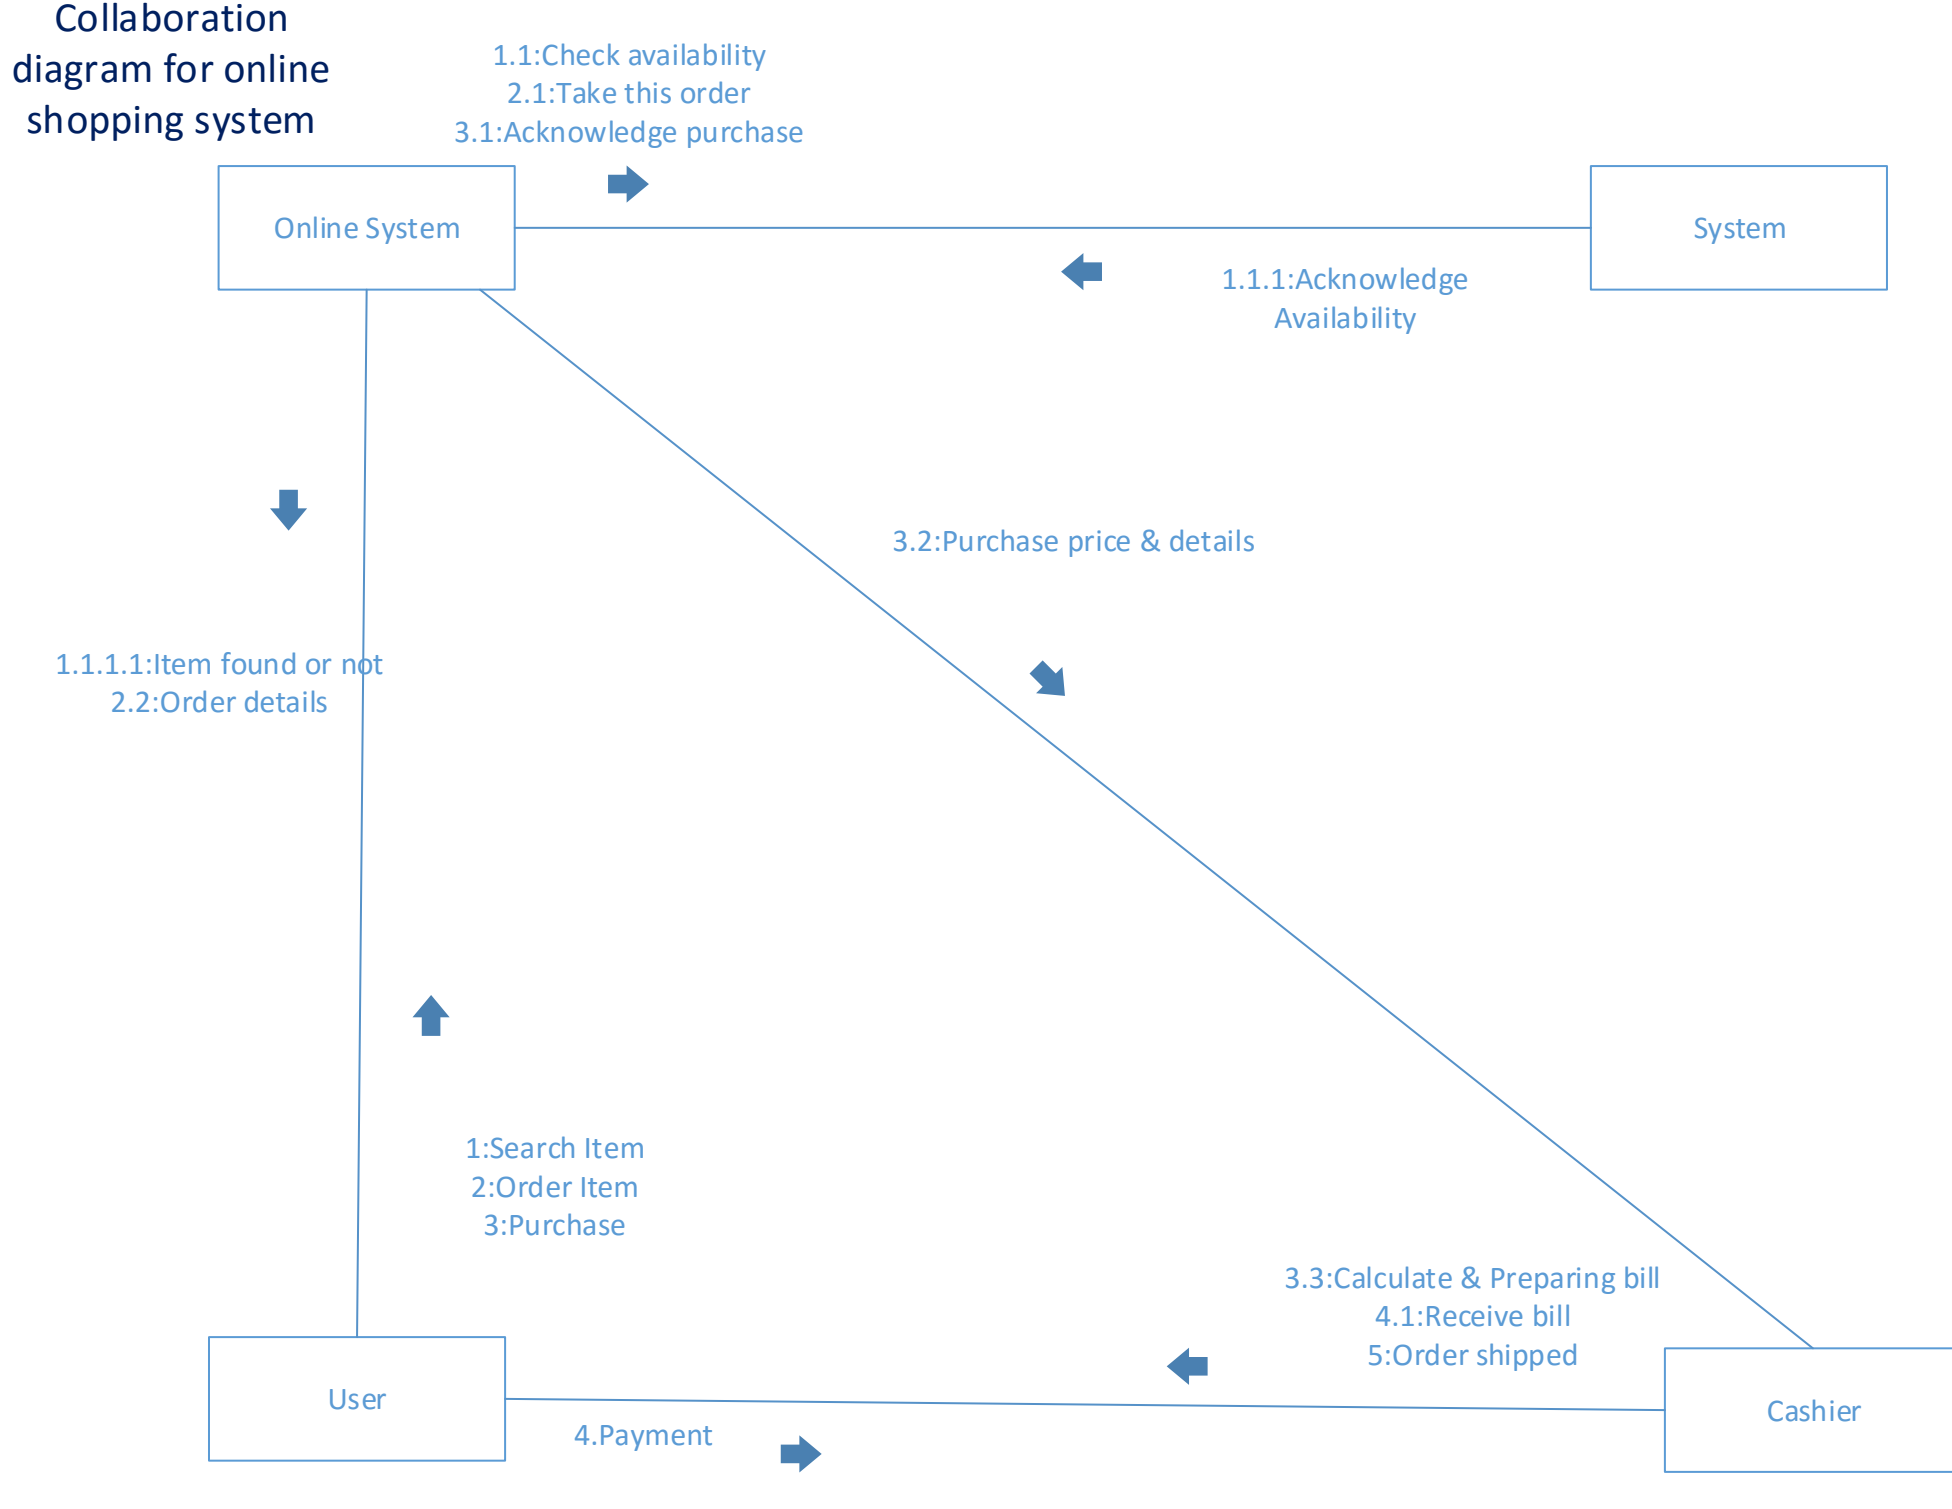 Collaboration
diagram for online
shopping system
1.1:Check availability
2.1:Take this order
3.1:Acknowledge purchase
Online System
System
1.1.1:Acknowledge
Availability
3.2:Purchase price & details
1.1.1.1:Item found or not
2.2:Order details
1:Search Item
2:Order Item
3:Purchase
3.3:Calculate & Preparing bill
4.1:Receive bill
5:Order shipped
User
Cashier
4.Payment